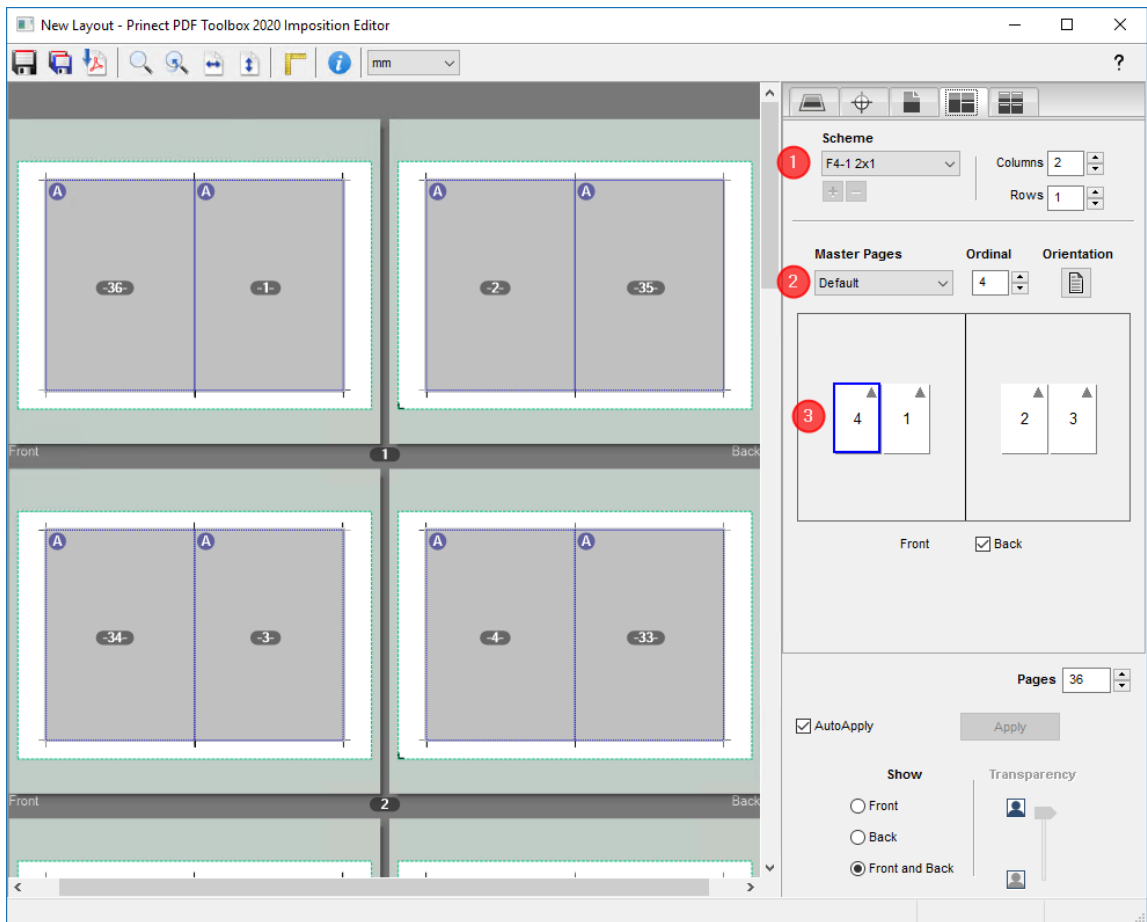 New Layout - Prinect PDF Toolbox 2020 Imposition Editor
mm
?
Scheme
1
F4-1 2x1
Columns 2
+ −
Rows 1
Master Pages Ordinal Orientation
2
Default
4
3
4 1 2 3
Front Back
Pages 36
AutoApply
Apply
Show Transparency
Front
Back
Front and Back
A A A A
-36- -1- -2- -35-
Front 1 Back
A A A A
-34- -3- -4- -33-
Front 2 Back